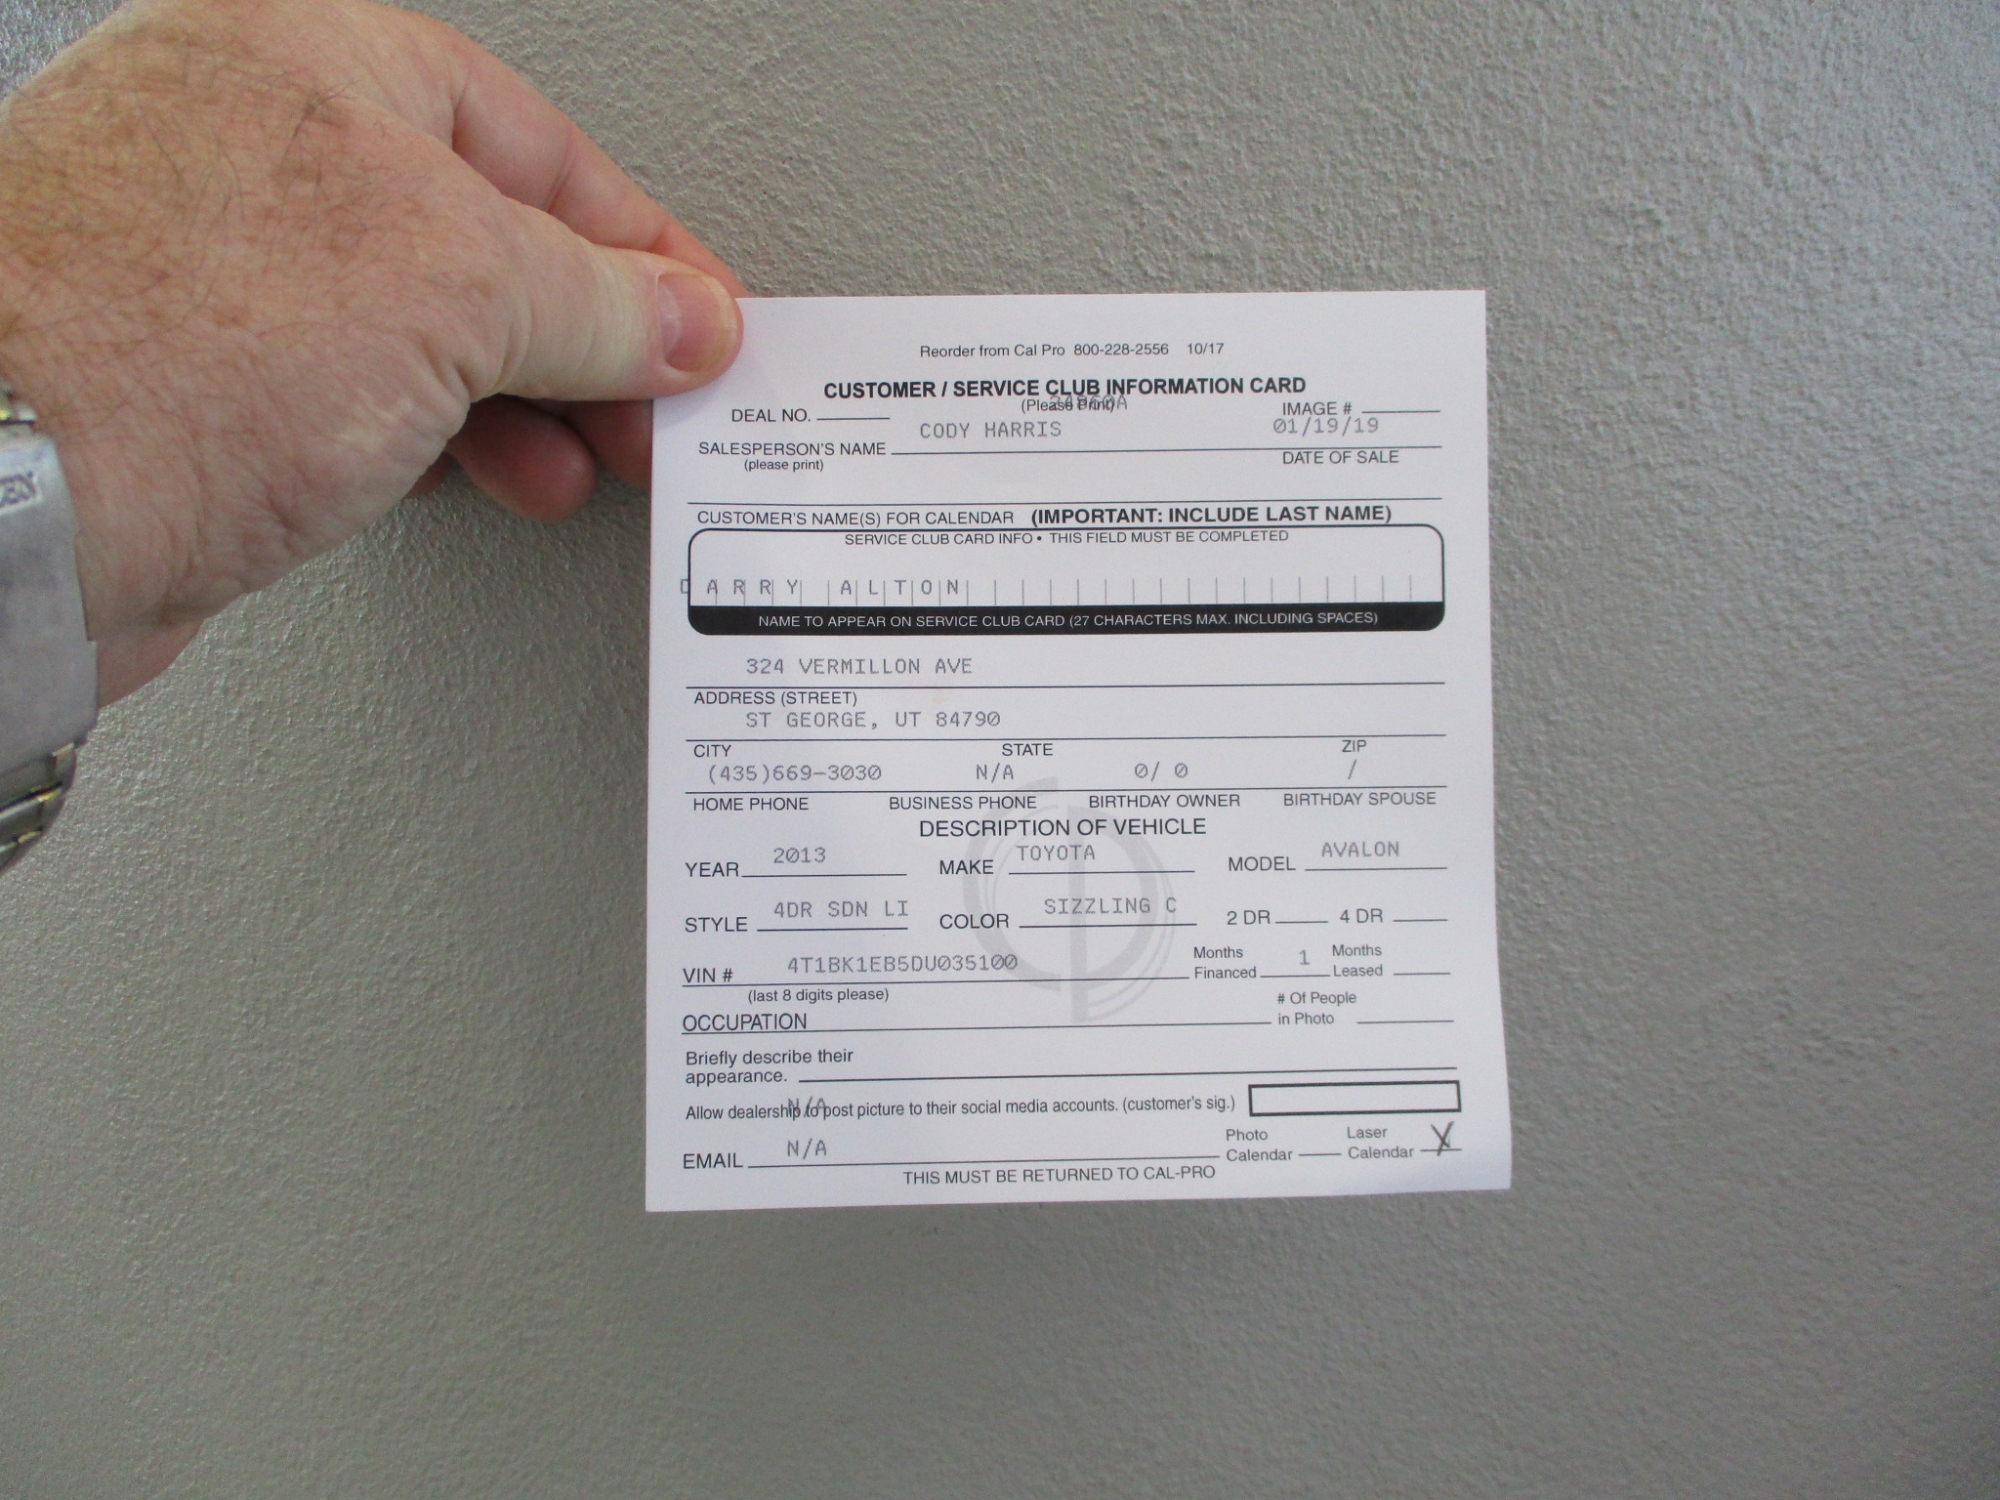 Reorder from Cal Pro 800-228-2556 10/17
CUSTOMER / SERVICE CLUB INFORMATION CARD
(Please Print)
DEAL NO. IMAGE #
CODY HARRIS 01/19/19
SALESPERSON'S NAME DATE OF SALE
(please print)
CUSTOMER'S NAME(S) FOR CALENDAR (IMPORTANT: INCLUDE LAST NAME)
SERVICE CLUB CARD INFO • THIS FIELD MUST BE COMPLETED
DARRY ALTON
NAME TO APPEAR ON SERVICE CLUB CARD (27 CHARACTERS MAX. INCLUDING SPACES)
324 VERMILLON AVE
ADDRESS (STREET)
ST GEORGE, UT 84790
CITY STATE ZIP
(435)669-3030 N/A 0/ 0 /
HOME PHONE BUSINESS PHONE BIRTHDAY OWNER BIRTHDAY SPOUSE
DESCRIPTION OF VEHICLE
YEAR 2013 MAKE TOYOTA MODEL AVALON
STYLE 4DR SDN LI COLOR SIZZLING C 2 DR 4 DR
VIN # 4T1BK1EB5DU035100 Months Financed 1 Months Leased
(last 8 digits please)
OCCUPATION # Of People in Photo
Briefly describe their
appearance.
N/A
Allow dealership to post picture to their social media accounts. (customer's sig.)
EMAIL N/A Photo Calendar Laser Calendar X
THIS MUST BE RETURNED TO CAL-PRO